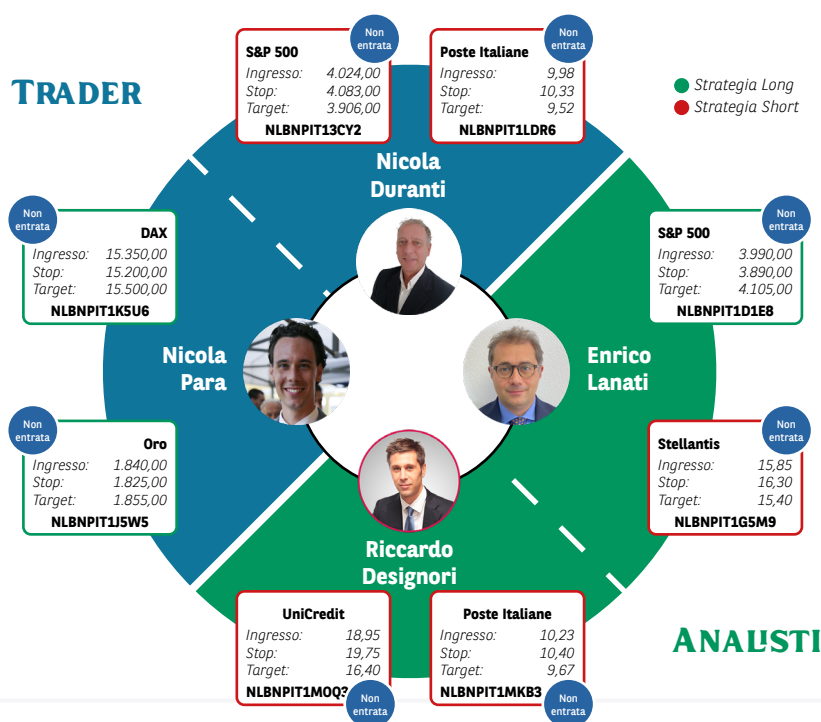 TRADER
Non
entrata
S&P 500
Ingresso: 4.024,00
Stop: 4.083,00
Target: 3.906,00
NLBNPIT13CY2
Non
entrata
Poste Italiane
Ingresso: 9,98
Stop: 10,33
Target: 9,52
NLBNPIT1LDR6
Strategia Long
Strategia Short
Nicola
Duranti
Non
entrata
DAX
Ingresso: 15.350,00
Stop: 15.200,00
Target: 15.500,00
NLBNPIT1K5U6
Non
entrata
S&P 500
Ingresso: 3.990,00
Stop: 3.890,00
Target: 4.105,00
NLBNPIT1D1E8
Nicola
Para
Enrico
Lanati
Non
entrata
Oro
Ingresso: 1.840,00
Stop: 1.825,00
Target: 1.855,00
NLBNPIT1J5W5
Non
entrata
Stellantis
Ingresso: 15,85
Stop: 16,30
Target: 15,40
NLBNPIT1G5M9
Riccardo
Designori
UniCredit
Ingresso: 18,95
Stop: 19,75
Target: 16,40
NLBNPIT1MOQ3
Non
entrata
Poste Italiane
Ingresso: 10,23
Stop: 10,40
Target: 9,67
NLBNPIT1MKB3
Non
entrata
ANALISTI